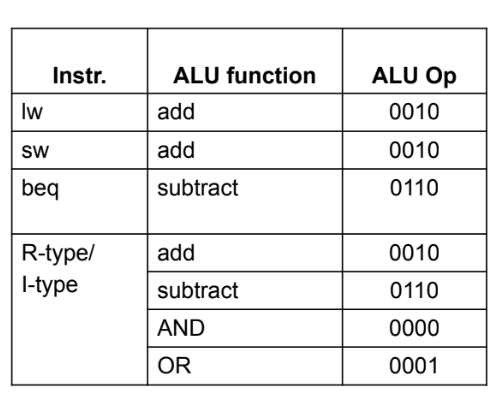 Instr. ALU function ALU Op
lw add 0010
sw add 0010
beq subtract 0110
R-type/ add 0010
I-type subtract 0110
AND 0000
OR 0001